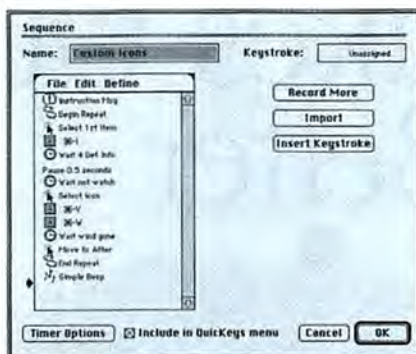 Sequence
Name: Custom Icons
Keystroke: Unassigned
File Edit Define
Instruction Msg
Begin Repeat
Select 1st Item
⌘-I
Wait 4 Get Info
Pause 0.5 seconds
Wait not watch
Select icon
⌘-V
⌘-W
Wait wind gone
Move to After
End Repeat
Simple Beep
Record More
Import
Insert Keystroke
Timer Options
Include in QuicKeys menu
Cancel
OK